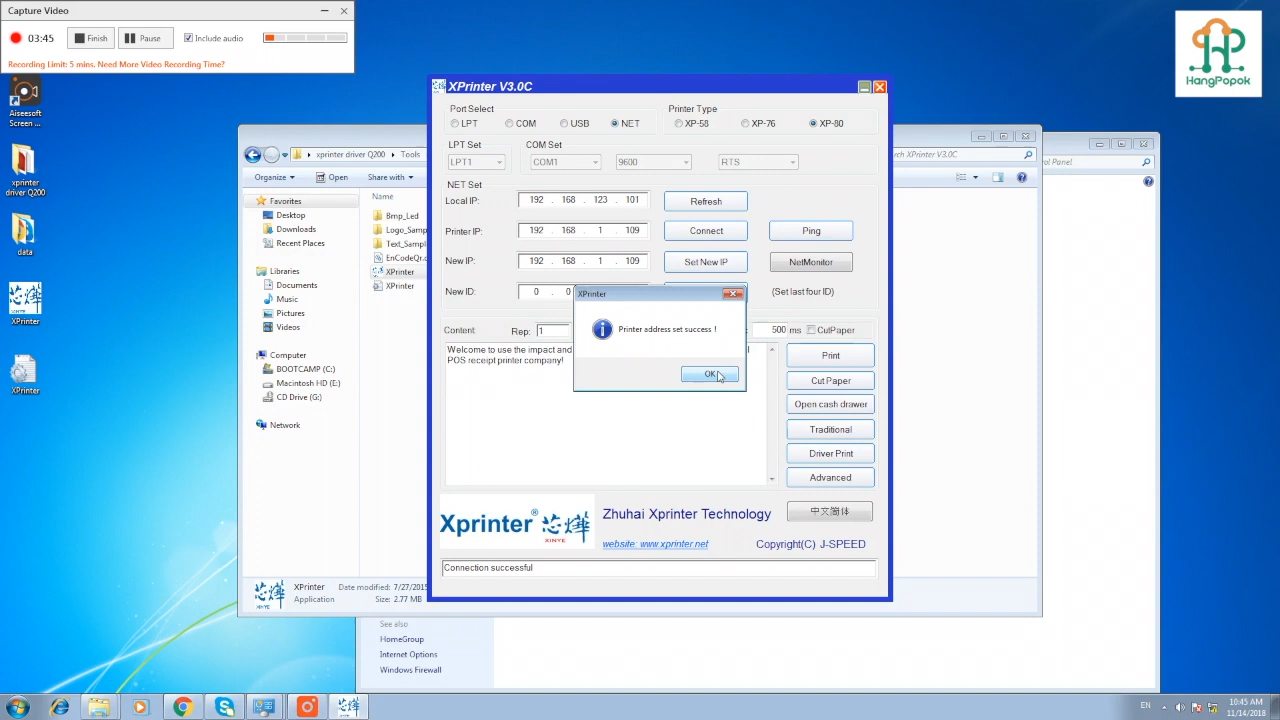 Capture Video
03:45
Finish
Pause
Include audio
Recording Limit: 5 mins. Need More Video Recording Time?
HangPopok
Aiseesoft
Screen ...
xprinter
driver Q200
data
XPrinter
XPrinter
xprinter driver Q200
Tools
rch XPrinter V3.0C
rol Panel
Organize
Open
Share with
Favorites
Desktop
Downloads
Recent Places
Libraries
Documents
Music
Pictures
Videos
Computer
BOOTCAMP (C:)
Macintosh HD (E:)
CD Drive (G:)
Network
Name
Bmp_Led
Logo_Samp
Text_Sampl
EnCodeQr.c
XPrinter
XPrinter
XPrinter V3.0C
Port Select
LPT
COM
USB
NET
Printer Type
XP-58
XP-76
XP-80
COM Set
LPT1
COM1
9600
RTS
NET Set
Local IP: 192 . 168 . 123 . 101
Refresh
Printer IP: 192 . 168 . 1 . 109
Connect
Ping
New IP: 192 . 168 . 1 . 109
Set New IP
NetMonitor
New ID: 0 . 0
(Set last four ID)
Content:
Rep: 1
500 ms
CutPaper
Welcome to use the impact and
POS receipt printer company!
XPrinter
Printer address set success !
OK
Print
Cut Paper
Open cash drawer
Traditional
Driver Print
Advanced
Xprinter® 芯烨
XINYE
Zhuhai Xprinter Technology
中文简体
website: www.xprinter.net
Copyright(C) J-SPEED
Connection successful
XPrinter
Date modified: 7/27/2015
Application
Size: 2.77 MB
芯烨
XINYE
See also
HomeGroup
Internet Options
Windows Firewall
EN
10:45 AM
11/14/2018